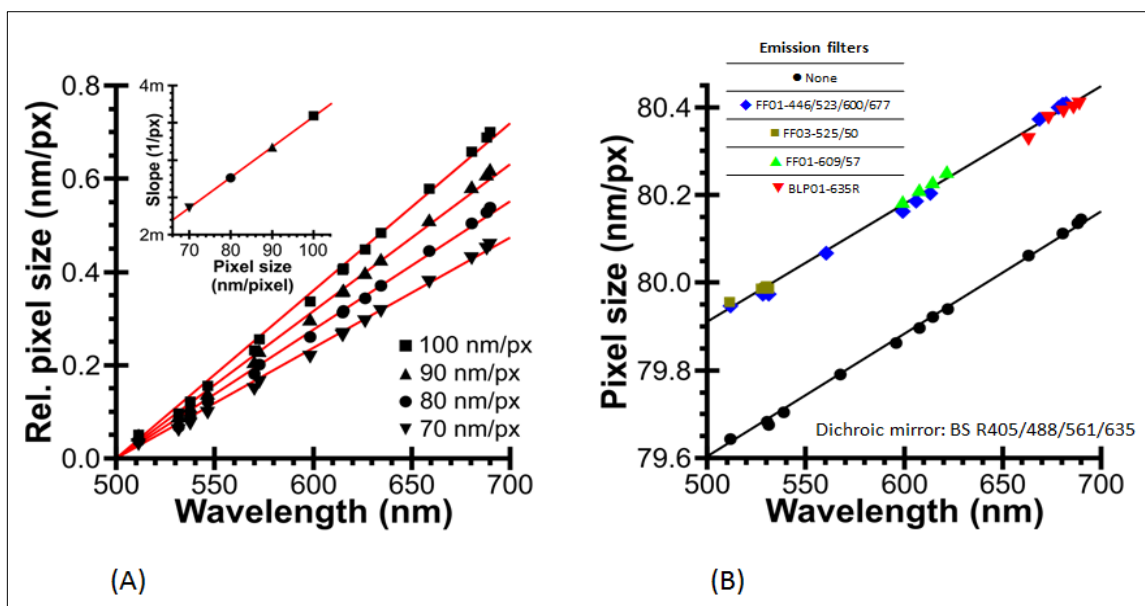 0.8
0.6
0.4
0.2
0.0
Rel. pixel size (nm/px)
500 550 600 650 700
Wavelength (nm)
4m
2m
Slope (1/px)
70 80 90 100
Pixel size
(nm/pixel)
100 nm/px
90 nm/px
80 nm/px
70 nm/px
(A)
Emission filters
None
FF01-446/523/600/677
FF03-525/50
FF01-609/57
BLP01-635R
80.4
80.2
80.0
79.8
79.6
Pixel size (nm/px)
Dichroic mirror: BS R405/488/561/635
500 550 600 650 700
Wavelength (nm)
(B)